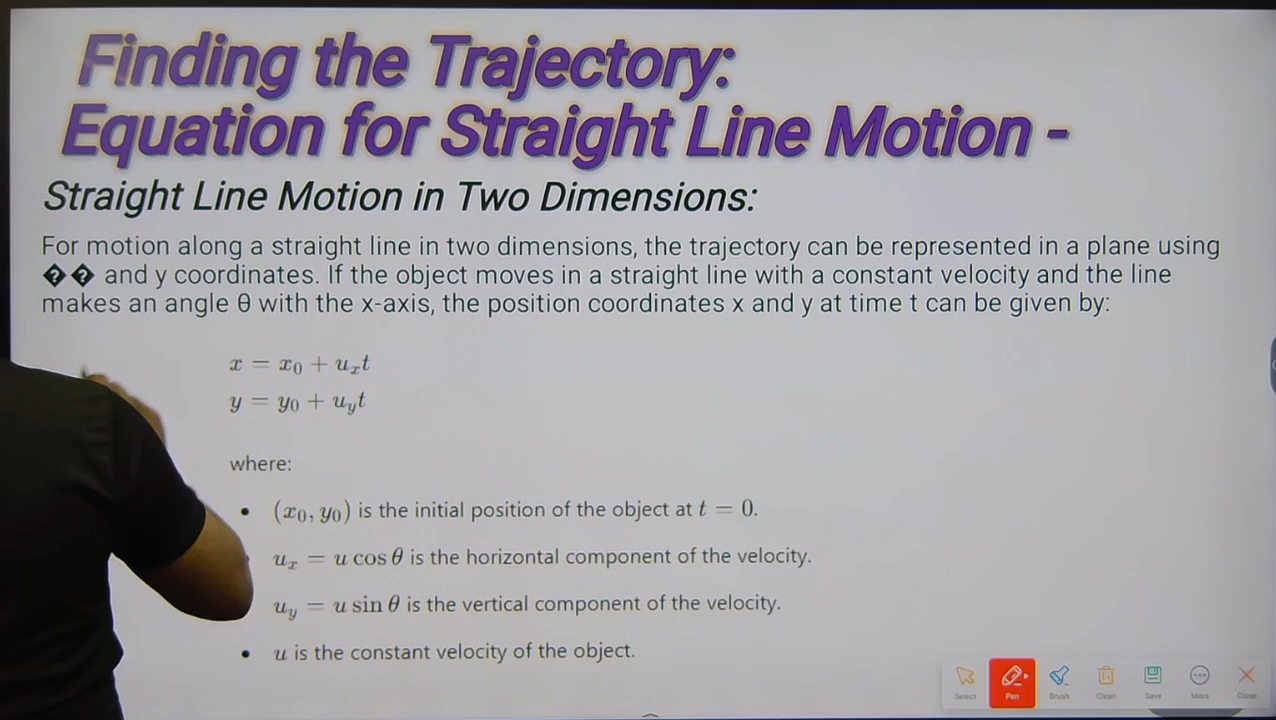 Finding the Trajectory:
Equation for Straight Line Motion -
Straight Line Motion in Two Dimensions:
For motion along a straight line in two dimensions, the trajectory can be represented in a plane using
�� and y coordinates. If the object moves in a straight line with a constant velocity and the line
makes an angle θ with the x-axis, the position coordinates x and y at time t can be given by:
x = x₀ + uₓt
y = y₀ + u_yt
where:
• (x₀, y₀) is the initial position of the object at t = 0.
uₓ = u cos θ is the horizontal component of the velocity.
u_y = u sin θ is the vertical component of the velocity.
• u is the constant velocity of the object.
Select Pen Brush Clean Save More Close